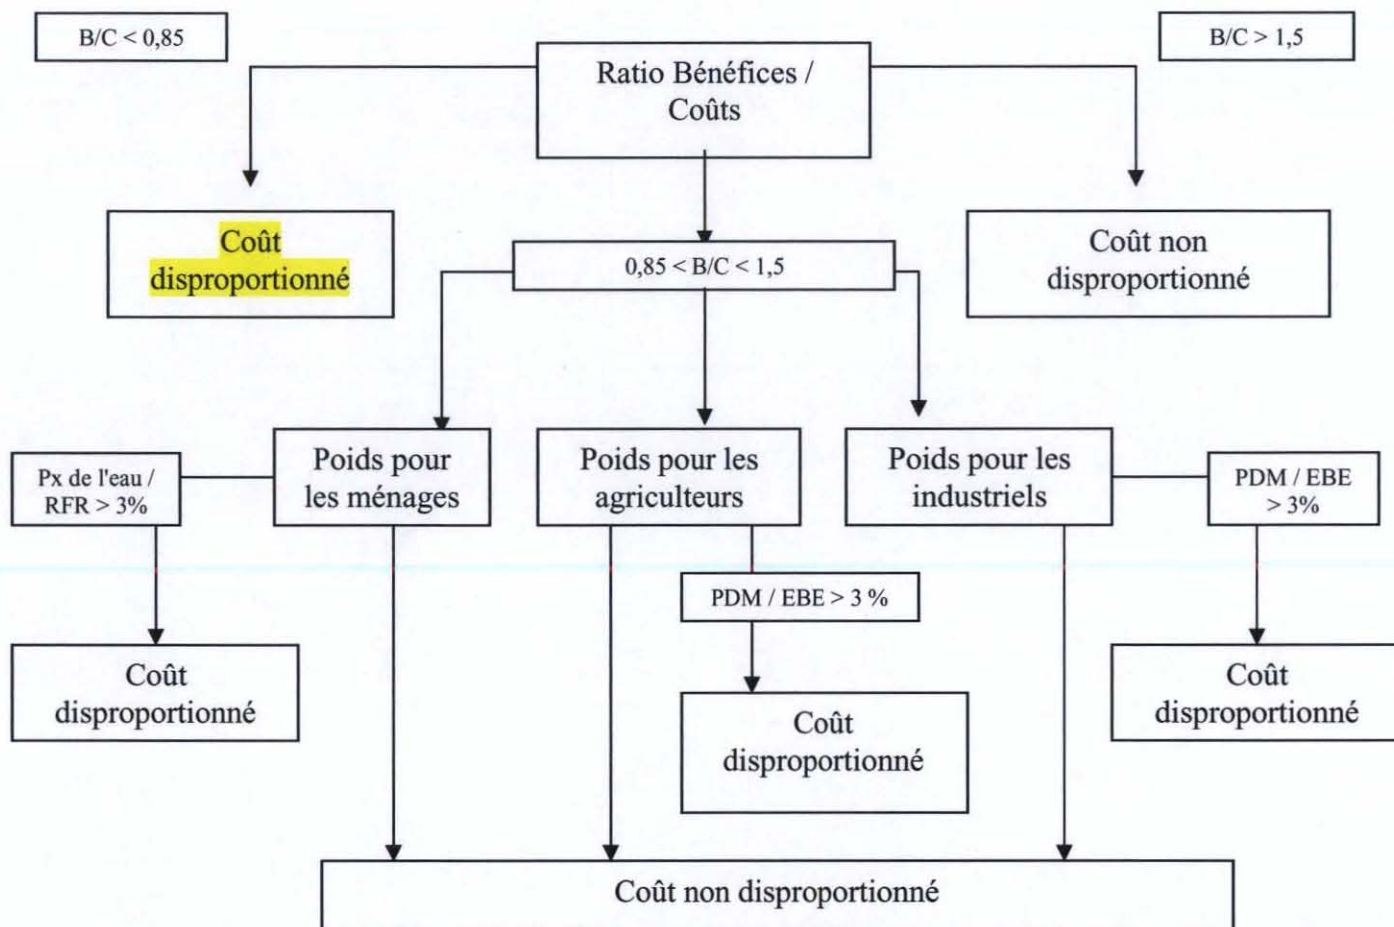 B/C < 0,85
B/C > 1,5
Ratio Bénéfices /
Coûts
Coût
disproportionné
0,85 < B/C < 1,5
Coût non
disproportionné
Px de l'eau /
RFR > 3%
Poids pour
les ménages
Poids pour les
agriculteurs
Poids pour les
industriels
PDM / EBE
> 3%
PDM / EBE > 3 %
Coût
disproportionné
Coût
disproportionné
Coût
disproportionné
Coût non disproportionné